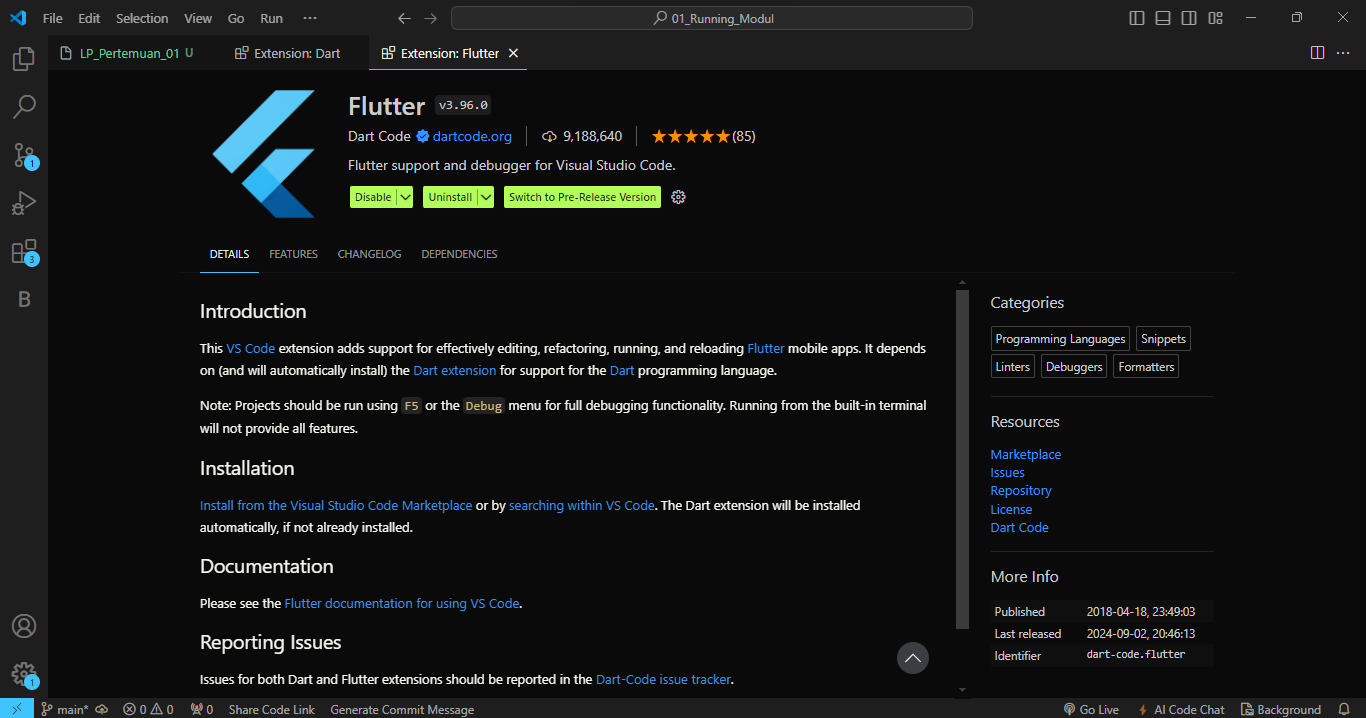 File Edit Selection View Go Run ···
01_Running_Modul
LP_Pertemuan_01 U
Extension: Dart
Extension: Flutter
Flutter v3.96.0
Dart Code dartcode.org 9,188,640 (85)
Flutter support and debugger for Visual Studio Code.
Disable Uninstall Switch to Pre-Release Version
1
3
B
DETAILS FEATURES CHANGELOG DEPENDENCIES
Introduction
This VS Code extension adds support for effectively editing, refactoring, running, and reloading Flutter mobile apps. It depends
on (and will automatically install) the Dart extension for support for the Dart programming language.
Note: Projects should be run using F5 or the Debug menu for full debugging functionality. Running from the built-in terminal
will not provide all features.
Installation
Install from the Visual Studio Code Marketplace or by searching within VS Code. The Dart extension will be installed
automatically, if not already installed.
Documentation
Please see the Flutter documentation for using VS Code.
Reporting Issues
Issues for both Dart and Flutter extensions should be reported in the Dart-Code issue tracker.
Categories
Programming Languages Snippets
Linters Debuggers Formatters
Resources
Marketplace
Issues
Repository
License
Dart Code
More Info
Published 2018-04-18, 23:49:03
Last released 2024-09-02, 20:46:13
Identifier dart-code.flutter
1
main* 0 0 0 Share Code Link Generate Commit Message
Go Live AI Code Chat Background